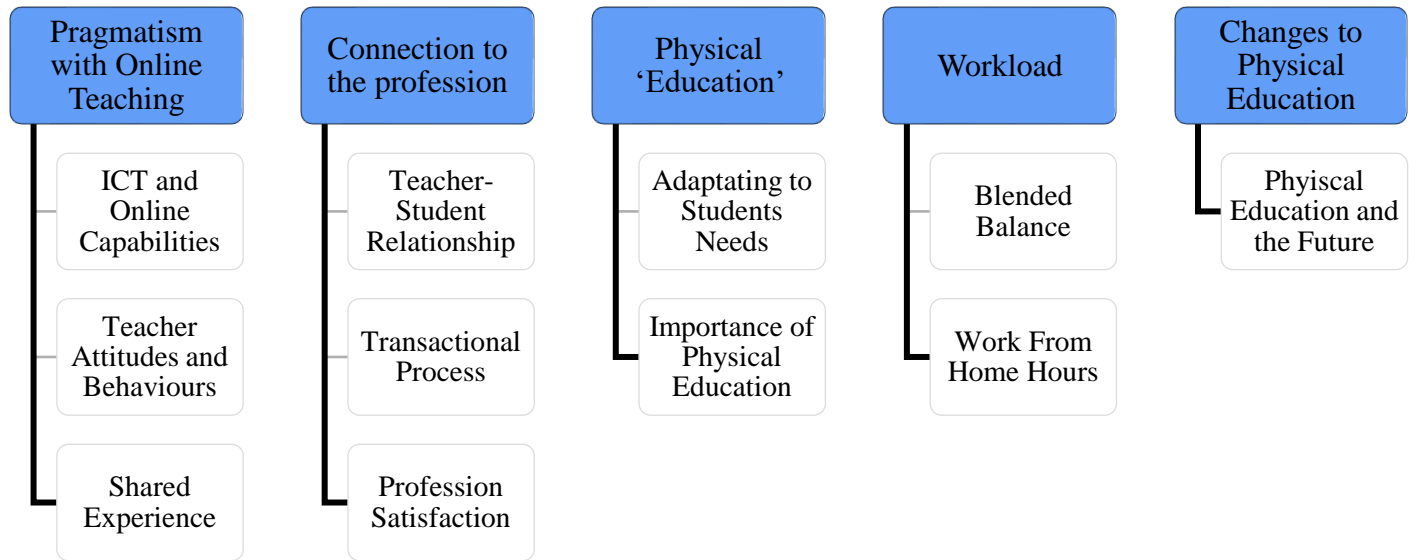 Pragmatism
with Online
Teaching
ICT and
Online
Capabilities
Teacher
Attitudes and
Behaviours
Shared
Experience
Connection to
the profession
Teacher-
Student
Relationship
Transactional
Process
Profession
Satisfaction
Physical
‘Education’
Adaptating to
Students
Needs
Importance of
Physical
Education
Workload
Blended
Balance
Work From
Home Hours
Changes to
Physical
Education
Phyiscal
Education and
the Future